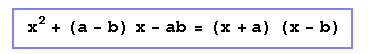 x² + (a - b) x - ab = (x + a) (x - b)